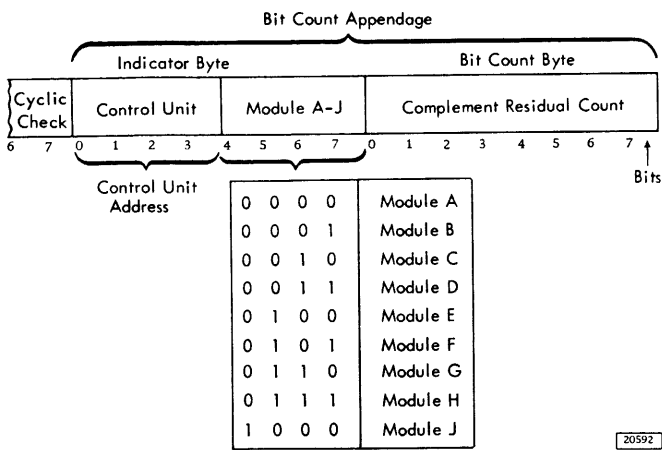 Bit Count Appendage
Indicator Byte Bit Count Byte
Cyclic Check Control Unit Module A-J Complement Residual Count
6 7 0 1 2 3 4 5 6 7 0 1 2 3 4 5 6 7
Bits
Control Unit
Address
0 0 0 0 Module A
0 0 0 1 Module B
0 0 1 0 Module C
0 0 1 1 Module D
0 1 0 0 Module E
0 1 0 1 Module F
0 1 1 0 Module G
0 1 1 1 Module H
1 0 0 0 Module J
20592